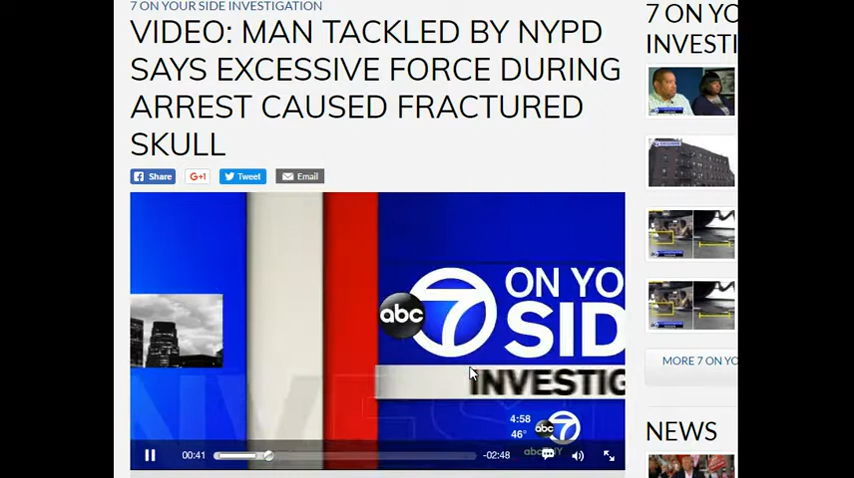 7 ON YOUR SIDE INVESTIGATION
VIDEO: MAN TACKLED BY NYPD
SAYS EXCESSIVE FORCE DURING
ARREST CAUSED FRACTURED
SKULL
Share
G+1
Tweet
Email
abc 7
ON YO
SID
INVESTIG
4:58
46°
abc 7
00:41
-02:48
7 ON YO
INVESTI
MORE 7 ON YO
NEWS